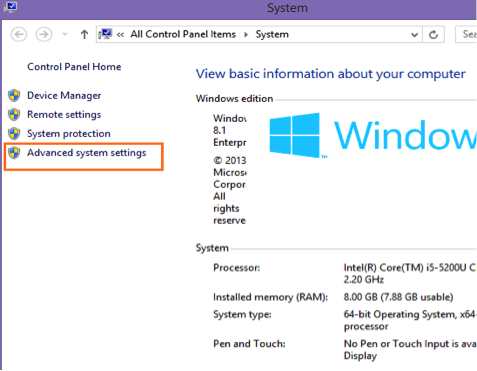 System
« All Control Panel Items System
Sea
Control Panel Home
Device Manager
Remote settings
System protection
Advanced system settings
View basic information about your computer
Windows edition
Window
8.1
Enterpr
© 2013
Microso
Corpor
All
rights
reserve
Window
System
Processor: Intel(R) Core(TM) i5-5200U C
2.20 GHz
Installed memory (RAM): 8.00 GB (7.88 GB usable)
System type: 64-bit Operating System, x64-
processor
Pen and Touch: No Pen or Touch Input is ava
Display